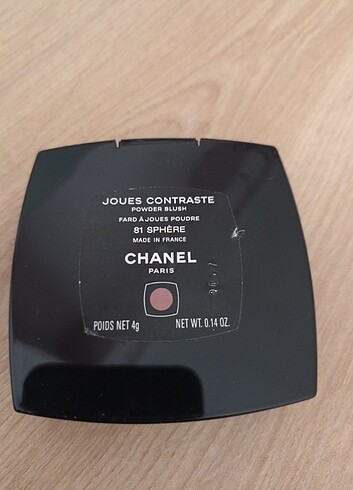 JOUES CONTRASTE
POWDER BLUSH
FARD À JOUES POUDRE
81 SPHÈRE
MADE IN FRANCE
CHANEL
PARIS
POIDS NET 4g NET WT. 0.14 OZ.